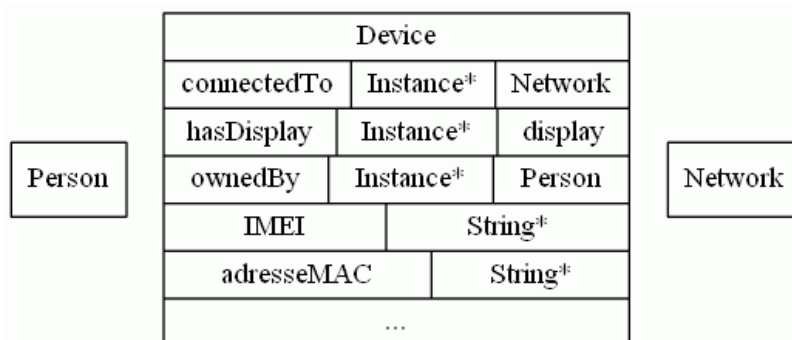 Device
connectedTo Instance* Network
hasDisplay Instance* display
Person ownedBy Instance* Person Network
IMEI String*
adresseMAC String*
...